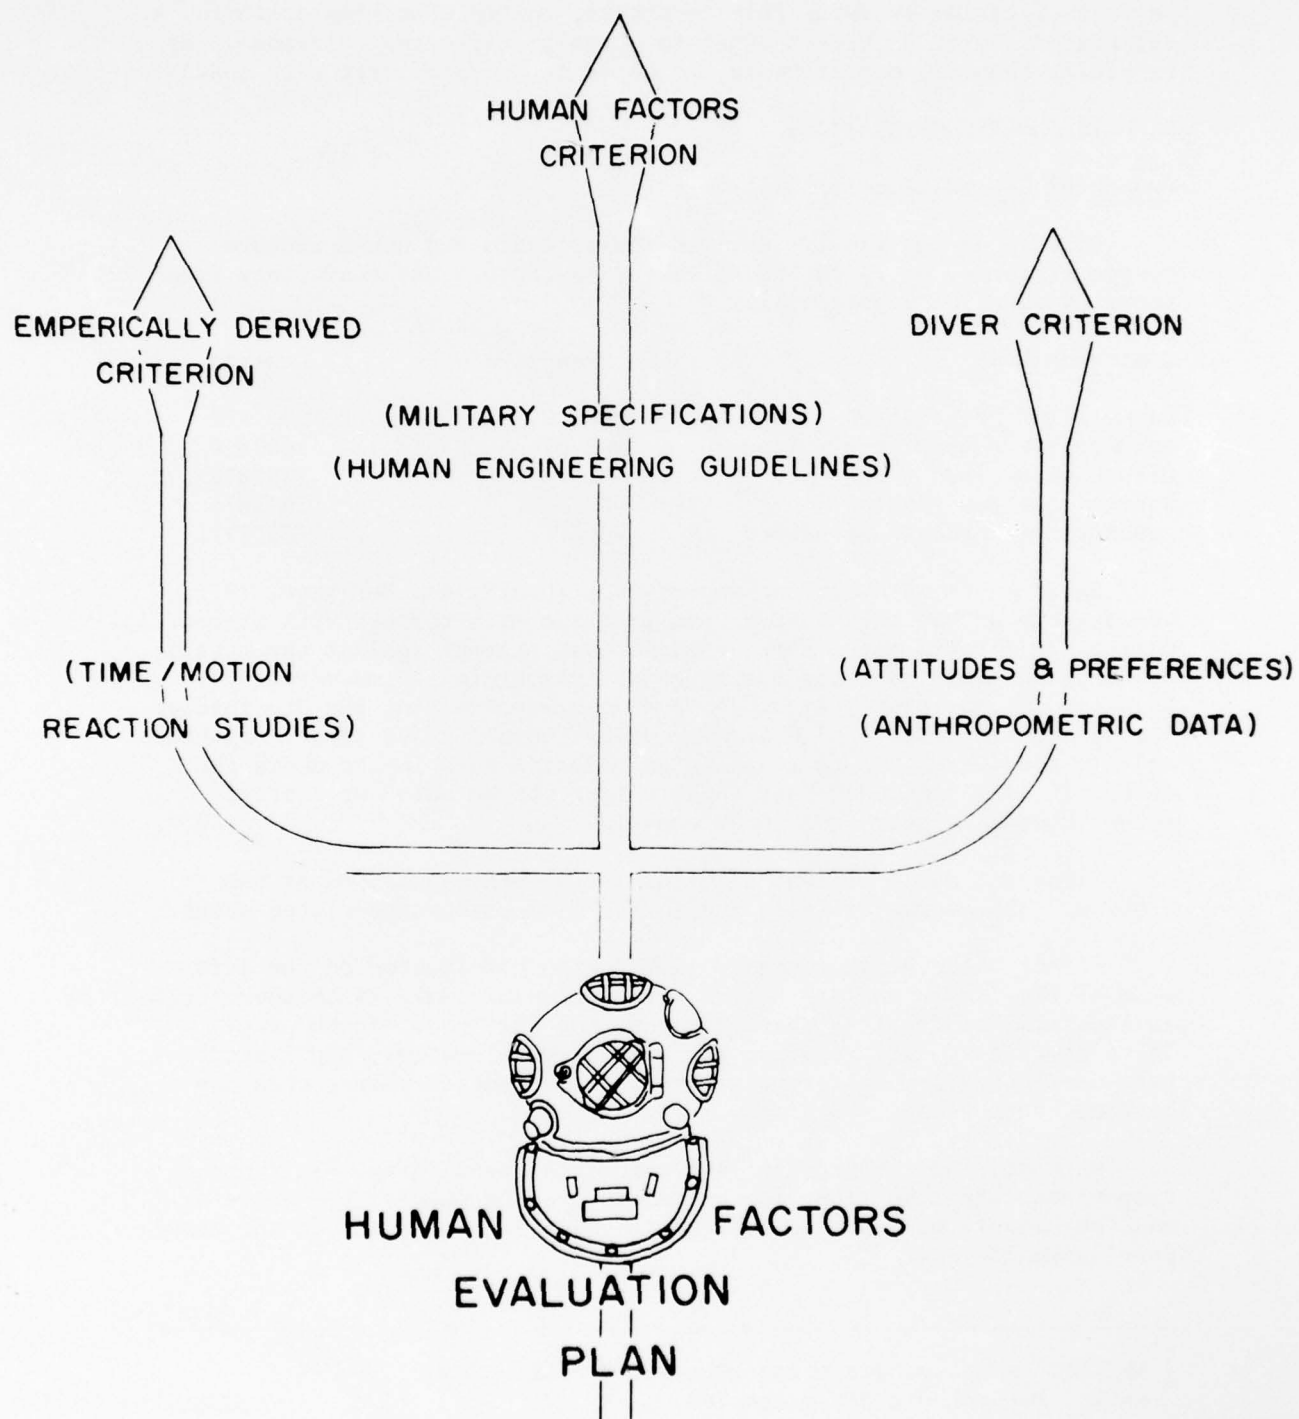 HUMAN FACTORS
CRITERION
EMPERICALLY DERIVED
CRITERION
DIVER CRITERION
(MILITARY SPECIFICATIONS)
(HUMAN ENGINEERING GUIDELINES)
(TIME/MOTION
REACTION STUDIES)
(ATTITUDES & PREFERENCES)
(ANTHROPOMETRIC DATA)
HUMAN FACTORS
EVALUATION
PLAN